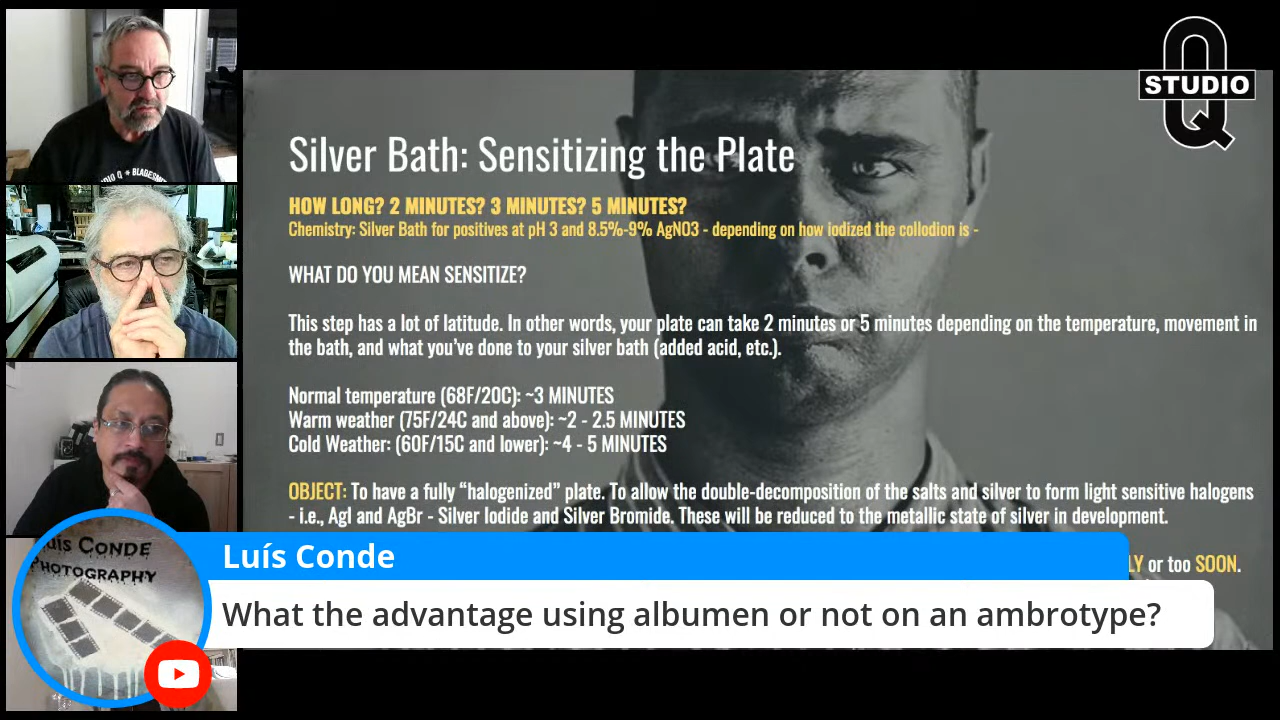 STUDIO
Q
Silver Bath: Sensitizing the Plate
HOW LONG? 2 MINUTES? 3 MINUTES? 5 MINUTES?
Chemistry: Silver Bath for positives at pH 3 and 8.5%-9% AgNO3 - depending on how iodized the collodion is -
WHAT DO YOU MEAN SENSITIZE?
This step has a lot of latitude. In other words, your plate can take 2 minutes or 5 minutes depending on the temperature, movement in
the bath, and what you've done to your silver bath (added acid, etc.).
Normal temperature (68F/20C): ~3 MINUTES
Warm weather (75F/24C and above): ~2 - 2.5 MINUTES
Cold Weather: (60F/15C and lower): ~4 - 5 MINUTES
OBJECT: To have a fully “halogenized” plate. To allow the double-decomposition of the salts and silver to form light sensitive halogens
- i.e., AgI and AgBr - Silver Iodide and Silver Bromide. These will be reduced to the metallic state of silver in development.
or too SOON.
Luís Conde
What the advantage using albumen or not on an ambrotype?
CONDE
PHOTOGRAPHY